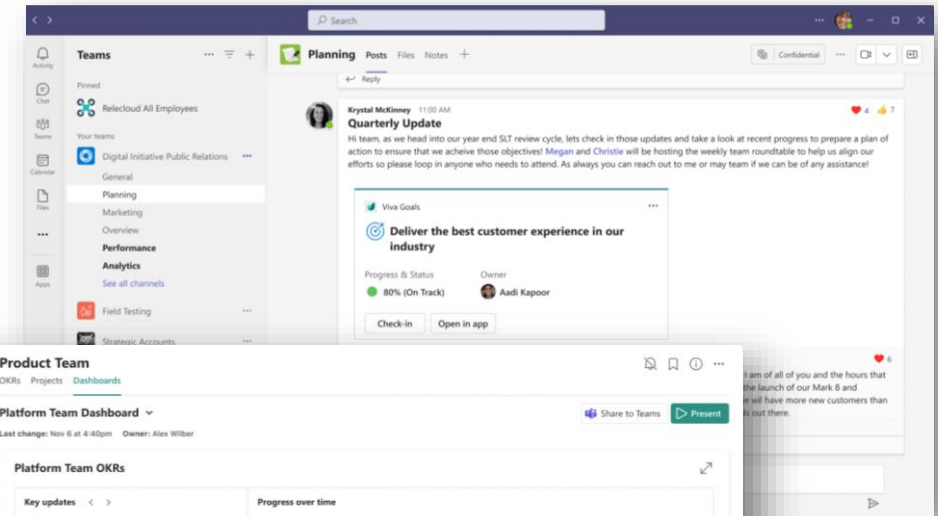 Search
Activity
Chat
Teams
Calendar
Files
Apps
Teams
Pinned
Relecloud All Employees
Your teams
Digital Initiative Public Relations
General
Planning
Marketing
Overview
Performance
Analytics
See all channels
Field Testing
Strategic Accounts
Planning Posts Files Notes
Confidential
Reply
Krystal McKinney 11:00 AM
4 7
Quarterly Update
Hi team, as we head into our year end SLT review cycle, lets check in those updates and take a look at recent progress to prepare a plan of
action to ensure that we acheive those objectives! Megan and Christie will be hosting the weekly team roundtable to help us align our
efforts so please loop in anyone who needs to attend. As always you can reach out to me or may team if we can be of any assistance!
Viva Goals
Deliver the best customer experience in our
industry
Progress & Status Owner
80% (On Track) Aadi Kapoor
Check-in Open in app
6
I am of all of you and the hours that
the launch of our Mark 8 and
e wil have more new customers than
s out there.
Product Team
OKRs Projects Dashboards
Platform Team Dashboard
Share to Teams Present
Last change: Nov 6 at 4:40pm Owner: Alex Wilber
Platform Team OKRs
Key updates < > Progress over time